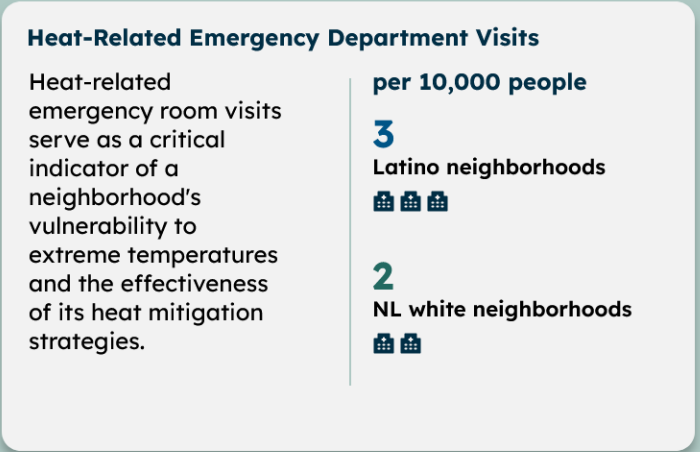 Heat-Related Emergency Department Visits
Heat-related
emergency room visits
serve as a critical
indicator of a
neighborhood's
vulnerability to
extreme temperatures
and the effectiveness
of its heat mitigation
strategies.
per 10,000 people
3
Latino neighborhoods
2
NL white neighborhoods